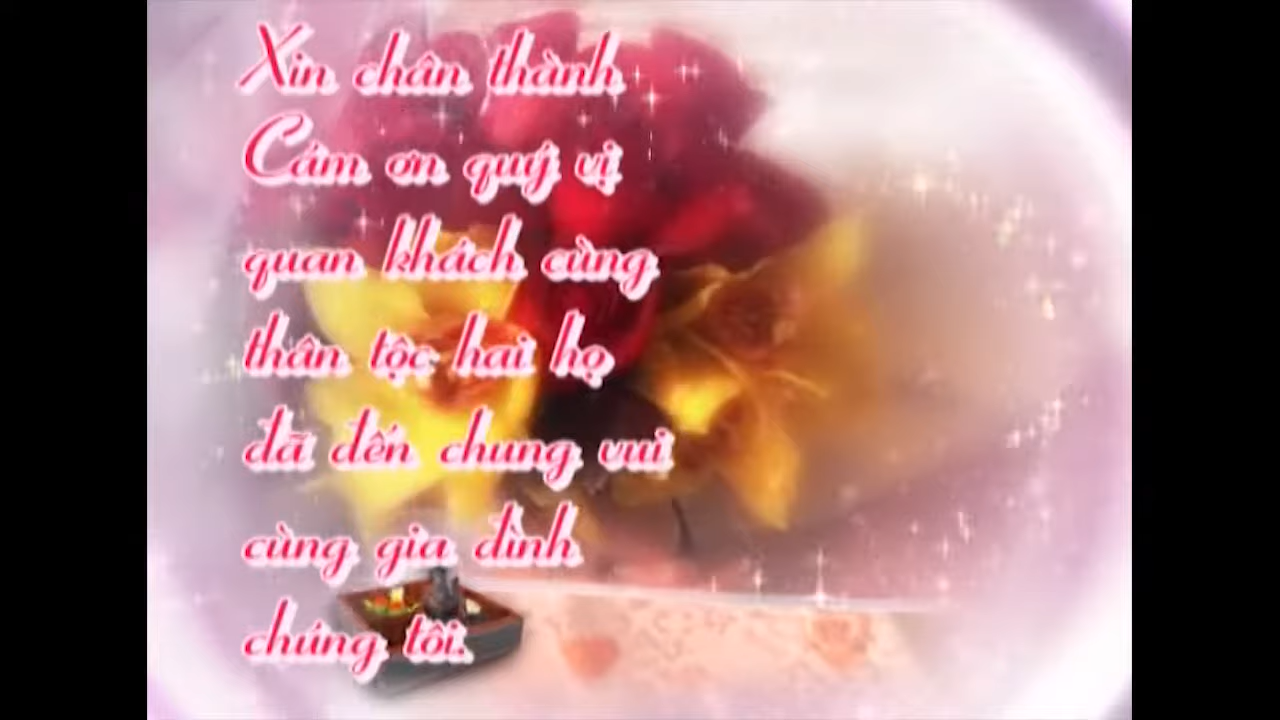 Xin chân thành
Cám ơn quý vị
quan khách cùng
thân tộc hai họ
đã đến chung vui
cùng gia đình
chúng tôi.